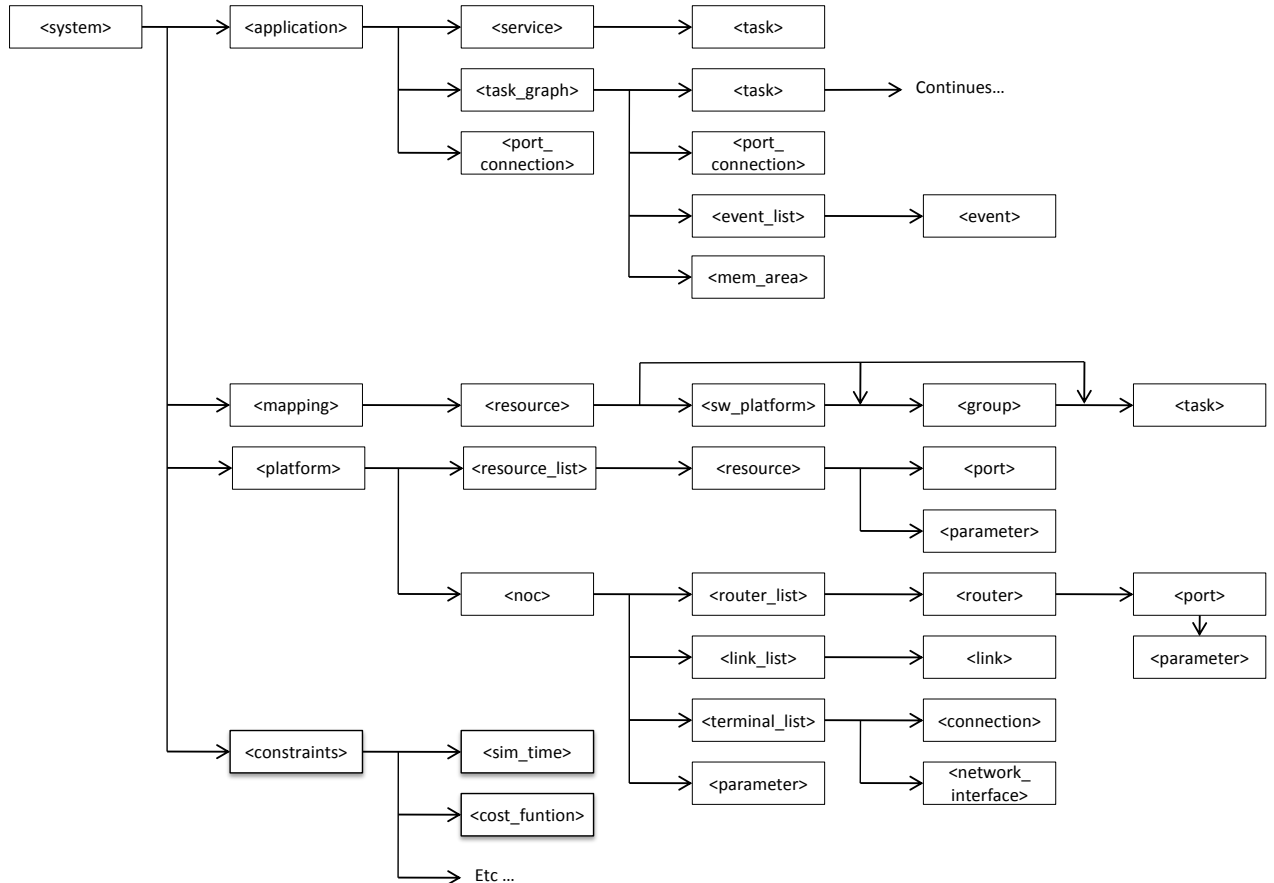 <system>
<application>
<service>
<task>
<task_graph>
<task>
Continues...
<port_
connection>
<port_
connection>
<event_list>
<event>
<mem_area>
<mapping>
<resource>
<sw_platform>
<group>
<task>
<platform>
<resource_list>
<resource>
<port>
<parameter>
<noc>
<router_list>
<router>
<port>
<link_list>
<link>
<parameter>
<terminal_list>
<connection>
<constraints>
<sim_time>
<parameter>
<network_
interface>
<cost_funtion>
Etc ...